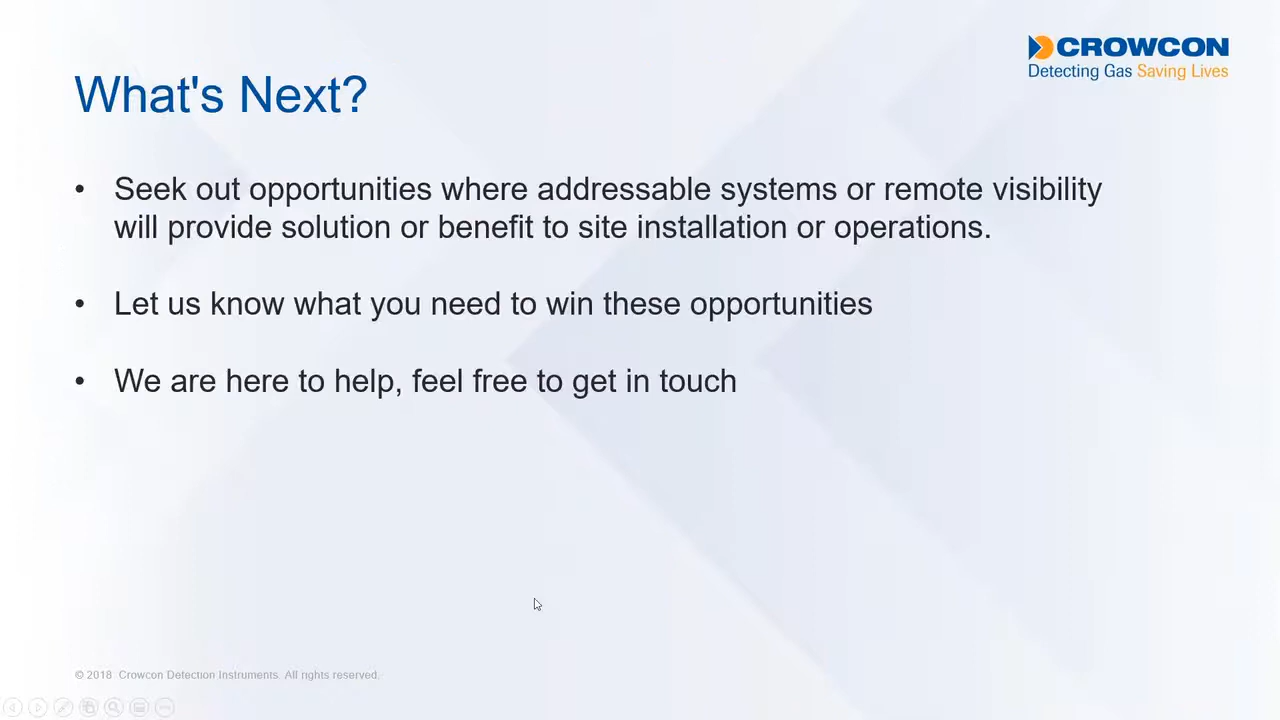 CROWCON
Detecting Gas Saving Lives
What's Next?
• Seek out opportunities where addressable systems or remote visibility
will provide solution or benefit to site installation or operations.
• Let us know what you need to win these opportunities
• We are here to help, feel free to get in touch
© 2018 Crowcon Detection Instruments. All rights reserved.